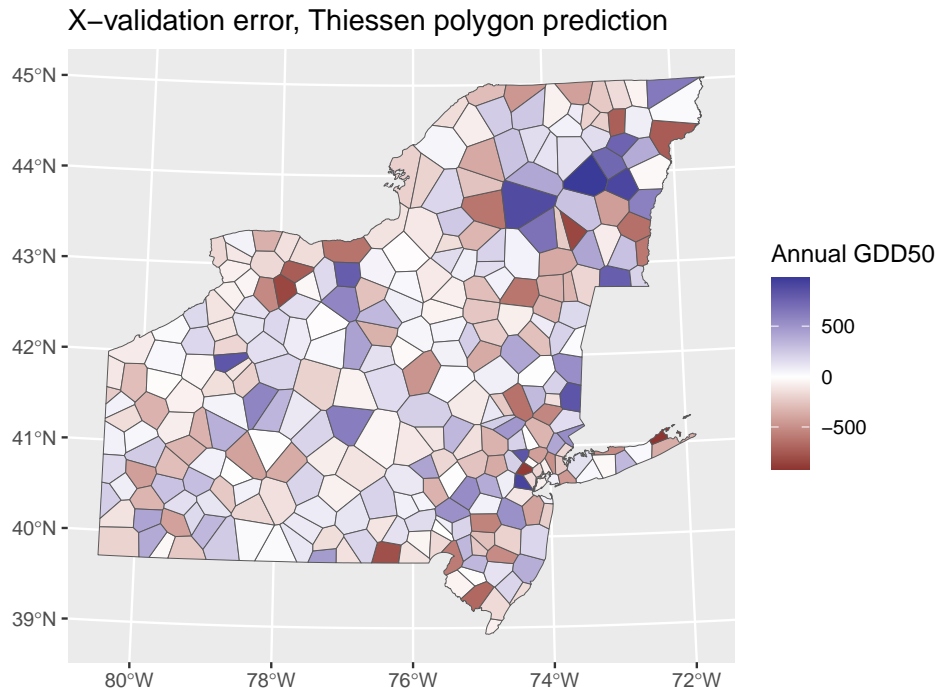 X−validation error, Thiessen polygon prediction
45°N
44°N
43°N
42°N
41°N
40°N
39°N
80°W
78°W
76°W
74°W
72°W
Annual GDD50
500
0
−500